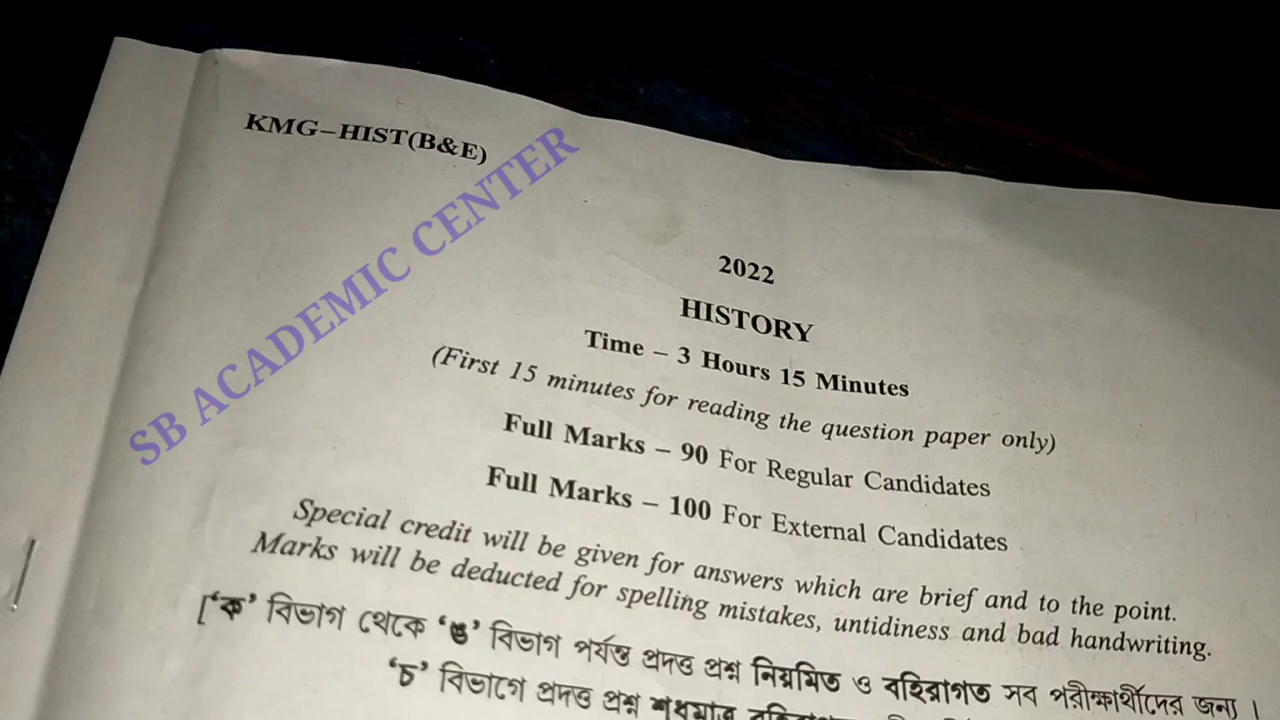 KMG–HIST(B&E)
SB ACADEMIC CENTER
2022
HISTORY
Time – 3 Hours 15 Minutes
(First 15 minutes for reading the question paper only)
Full Marks – 90 For Regular Candidates
Full Marks – 100 For External Candidates
Special credit will be given for answers which are brief and to the point.
Marks will be deducted for spelling mistakes, untidiness and bad handwriting.
[‘ক’ বিভাগ থেকে ‘ঙ’ বিভাগ পর্যন্ত প্রদত্ত প্রশ্ন নিয়মিত ও বহিরাগত সব পরীক্ষার্থীদের জন্য ।
‘চ’ বিভাগে প্রদত্ত প্রশ্ন শুধুমাত্র